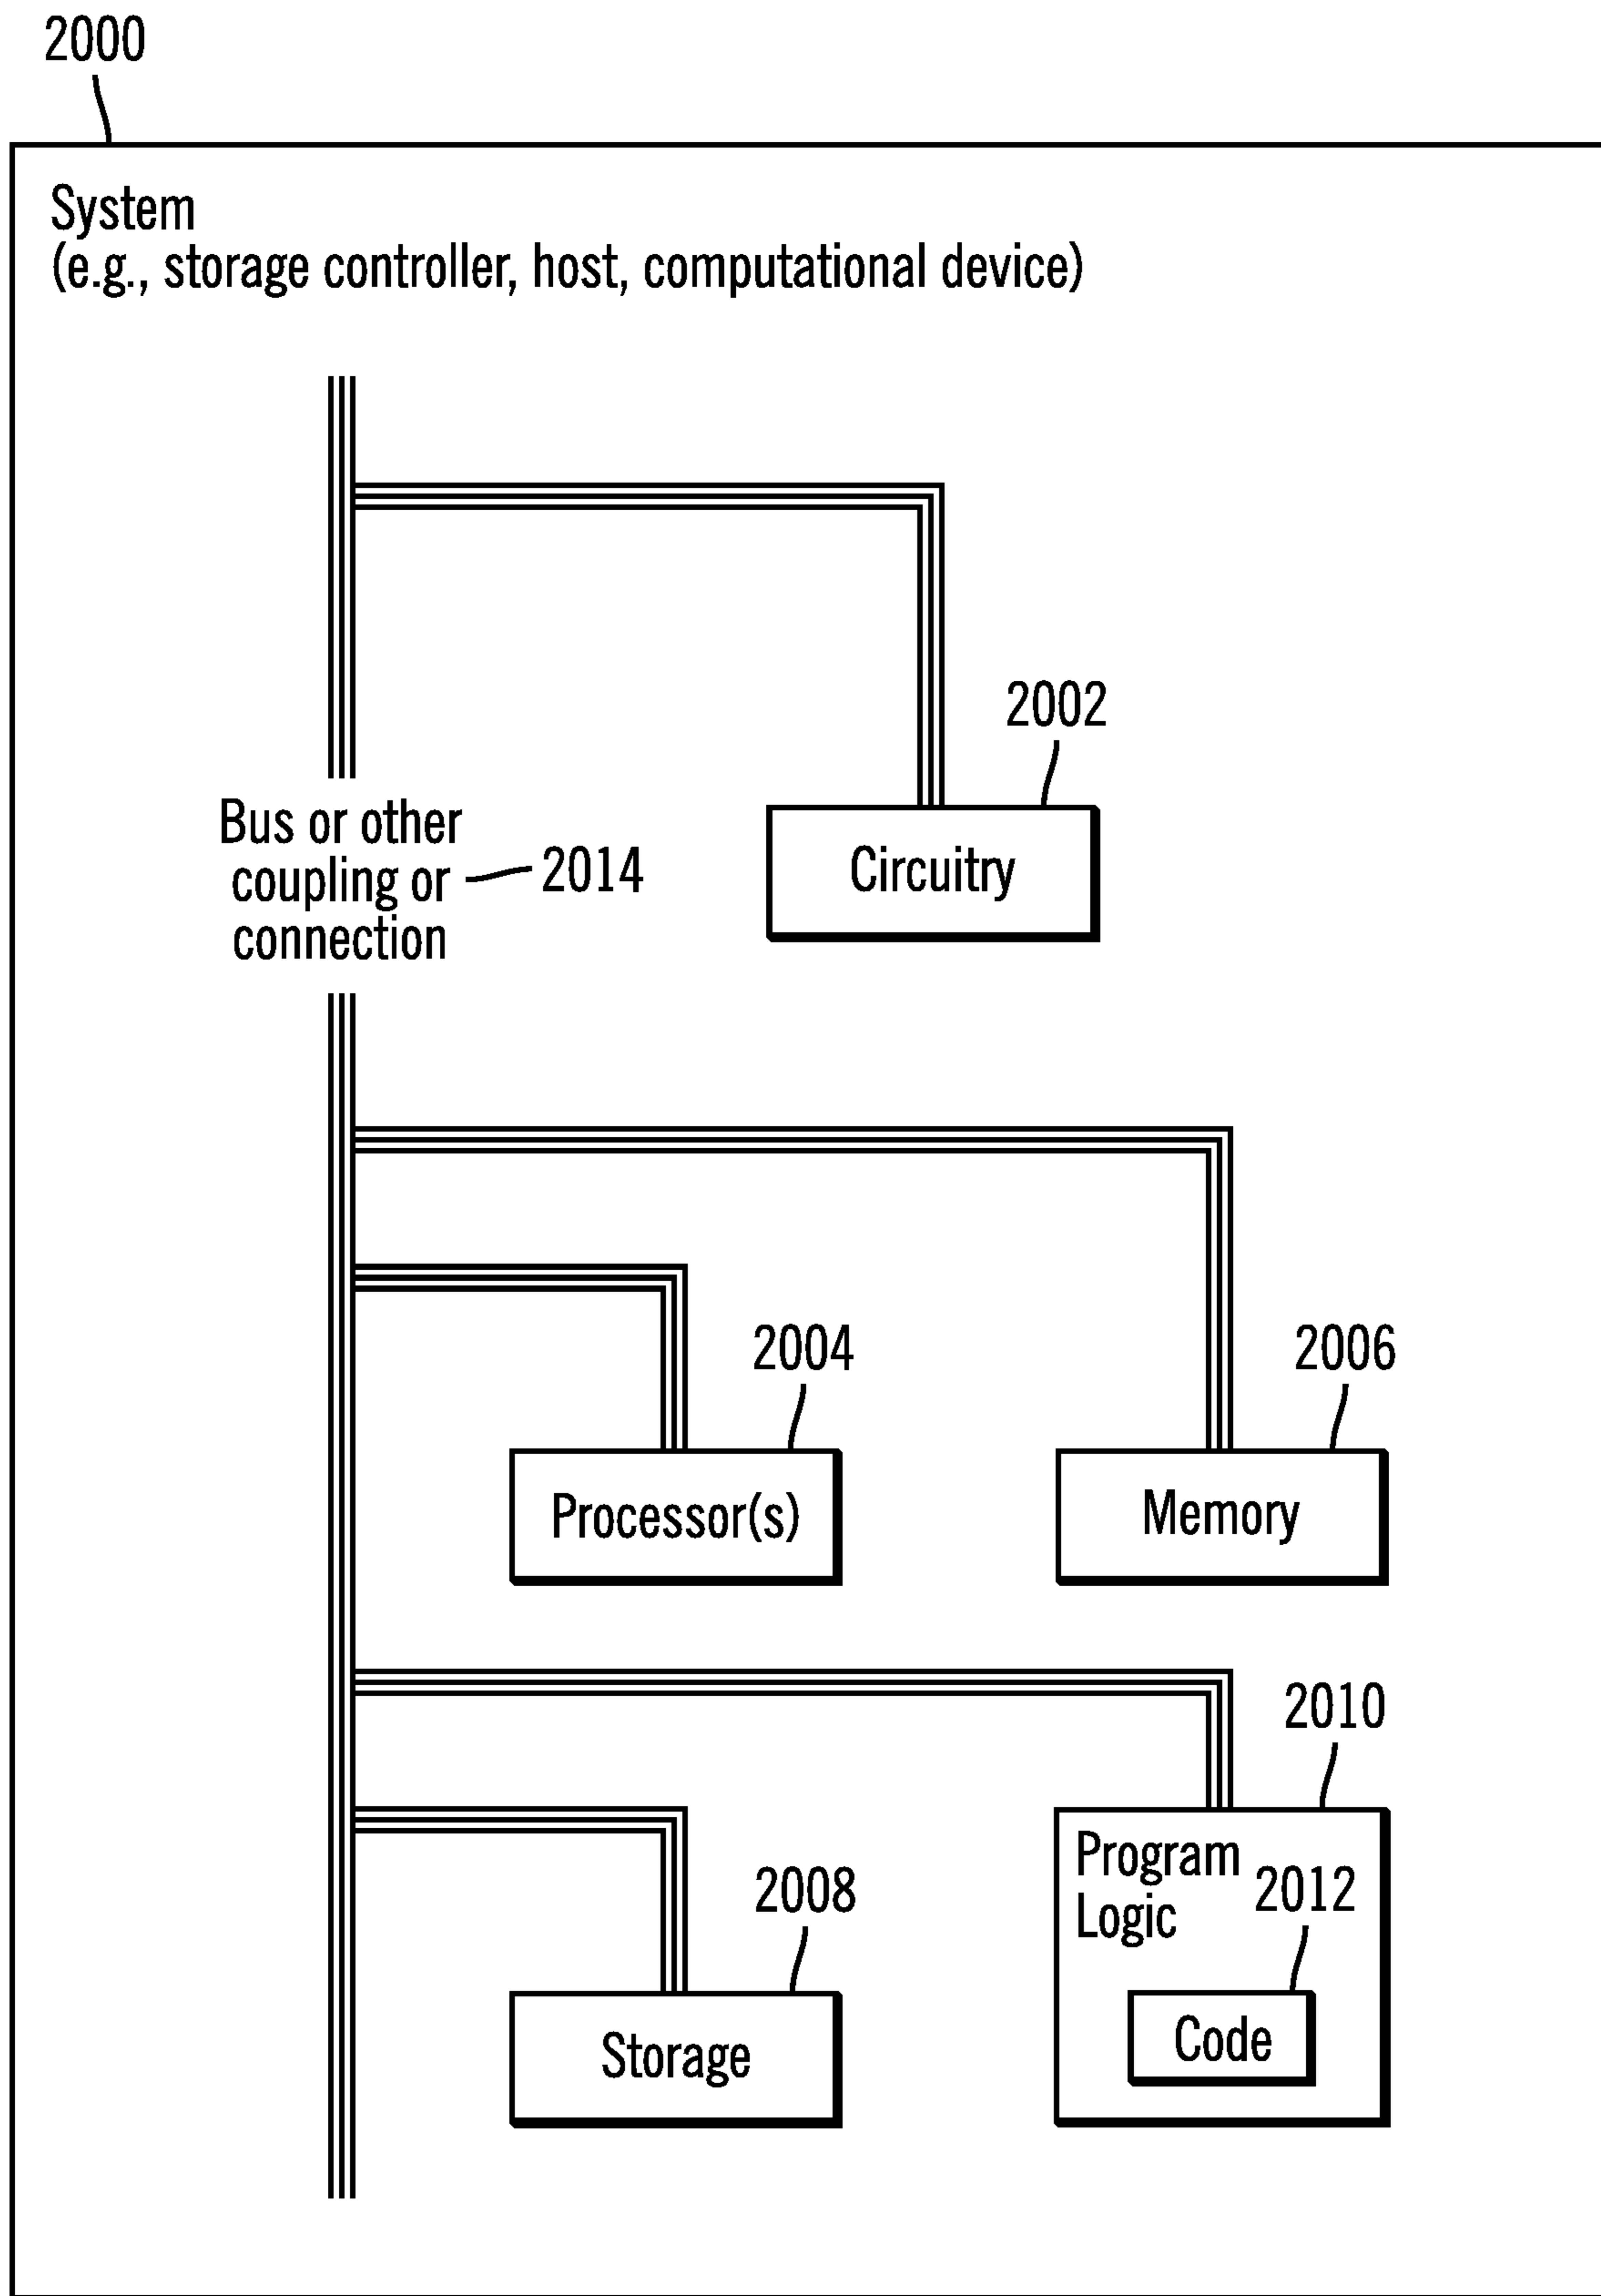 2000
System
(e.g., storage controller, host, computational device)
2002
Bus or other
coupling or
connection
2014
Circuitry
2004
2006
Processor(s)
Memory
2010
Program
Logic
2012
2008
Code
Storage